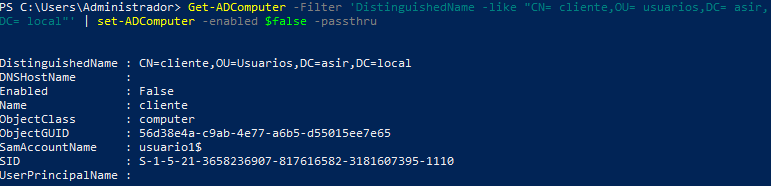 PS C:\Users\Administrador> Get-ADComputer -Filter 'DistinguishedName -like "CN= cliente,OU= usuarios,DC= asir,
DC= local"' | set-ADComputer -enabled $false -passthru
DistinguishedName : CN=cliente,OU=Usuarios,DC=asir,DC=local
DNSHostName :
Enabled : False
Name : cliente
ObjectClass : computer
ObjectGUID : 56d38e4a-c9ab-4e77-a6b5-d55015ee7e65
SamAccountName : usuario1$
SID : S-1-5-21-3658236907-817616582-3181607395-1110
UserPrincipalName :